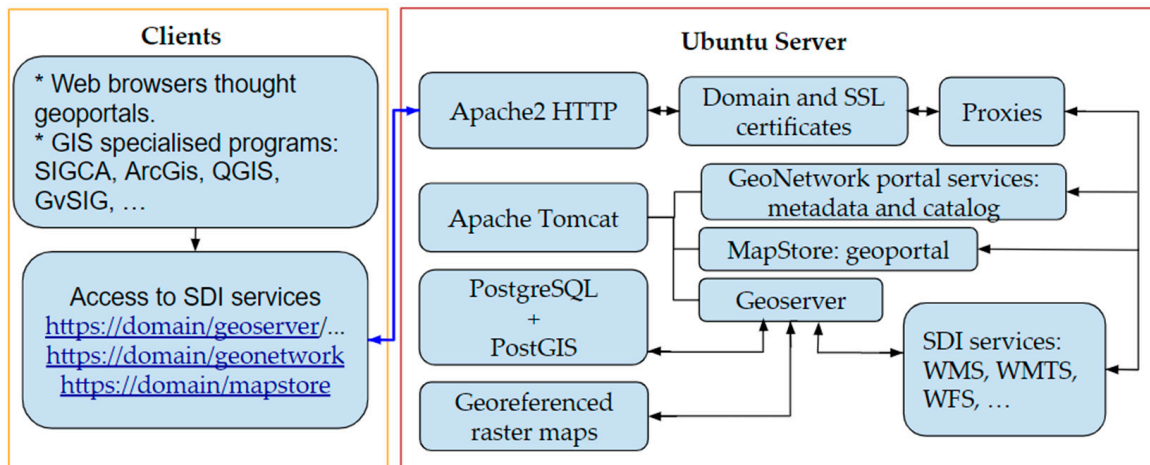 Clients
* Web browsers thought
geoportals.
* GIS specialised programs:
SIGCA, ArcGis, QGIS,
GvSIG, …
Access to SDI services
https://domain/geoserver/...
https://domain/geonetwork
https://domain/mapstore
Ubuntu Server
Apache2 HTTP
Domain and SSL
certificates
Proxies
Apache Tomcat
GeoNetwork portal services:
metadata and catalog
MapStore: geoportal
Geoserver
PostgreSQL
+
PostGIS
Georeferenced
raster maps
SDI services:
WMS, WMTS,
WFS, …